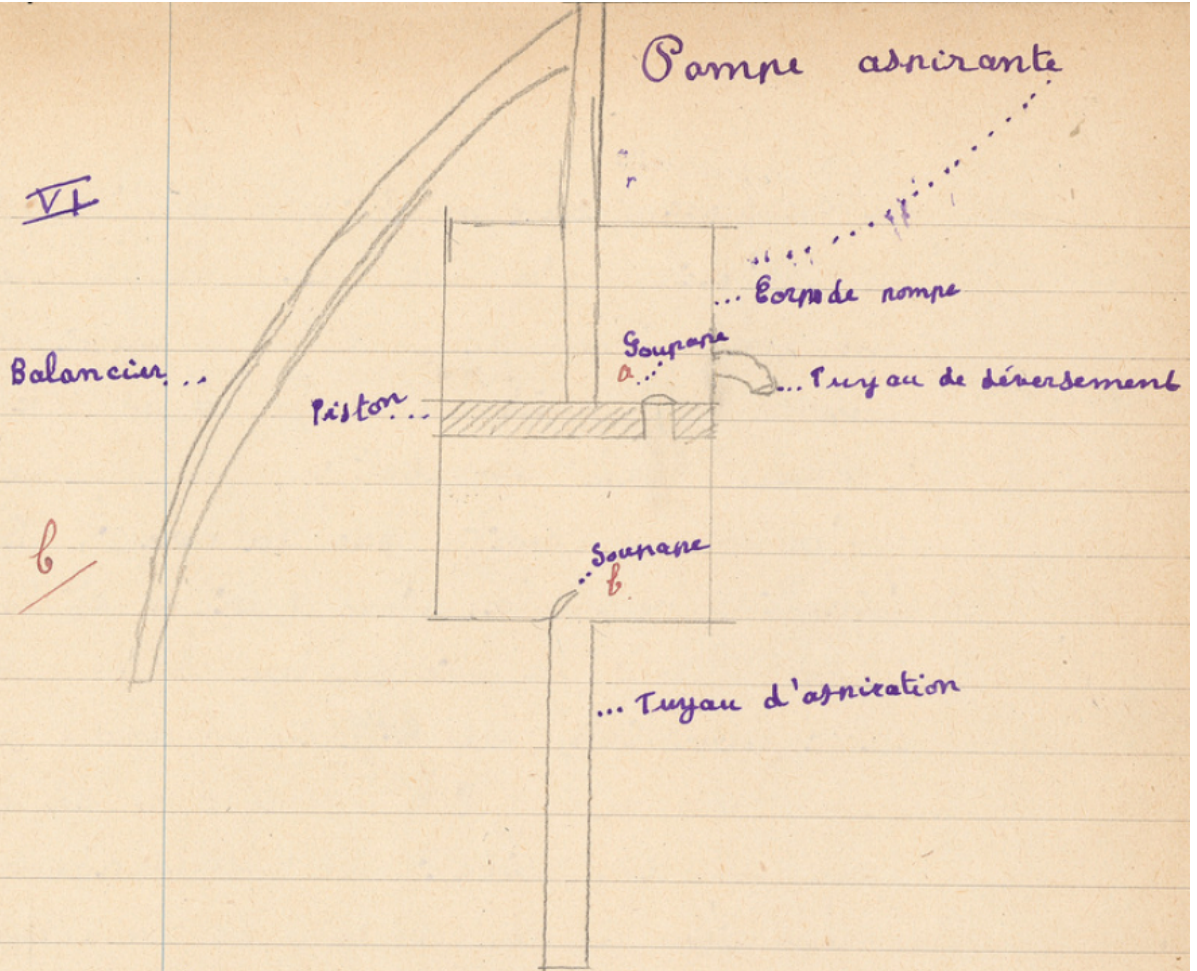 Pompe aspirante
VI
... Corps de pompe
Soupape
a
Balancier...
... Tuyau de déversement
Piston...
Soupape
b
b
... Tuyau d'aspiration